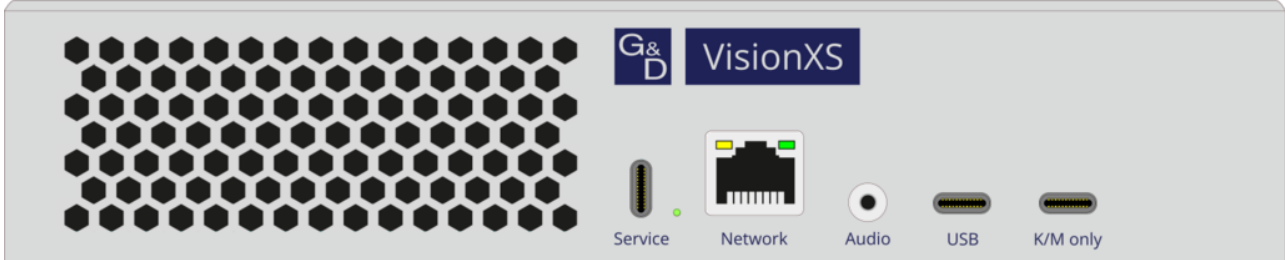 G&D
VisionXS
Service
Network
Audio
USB
K/M only